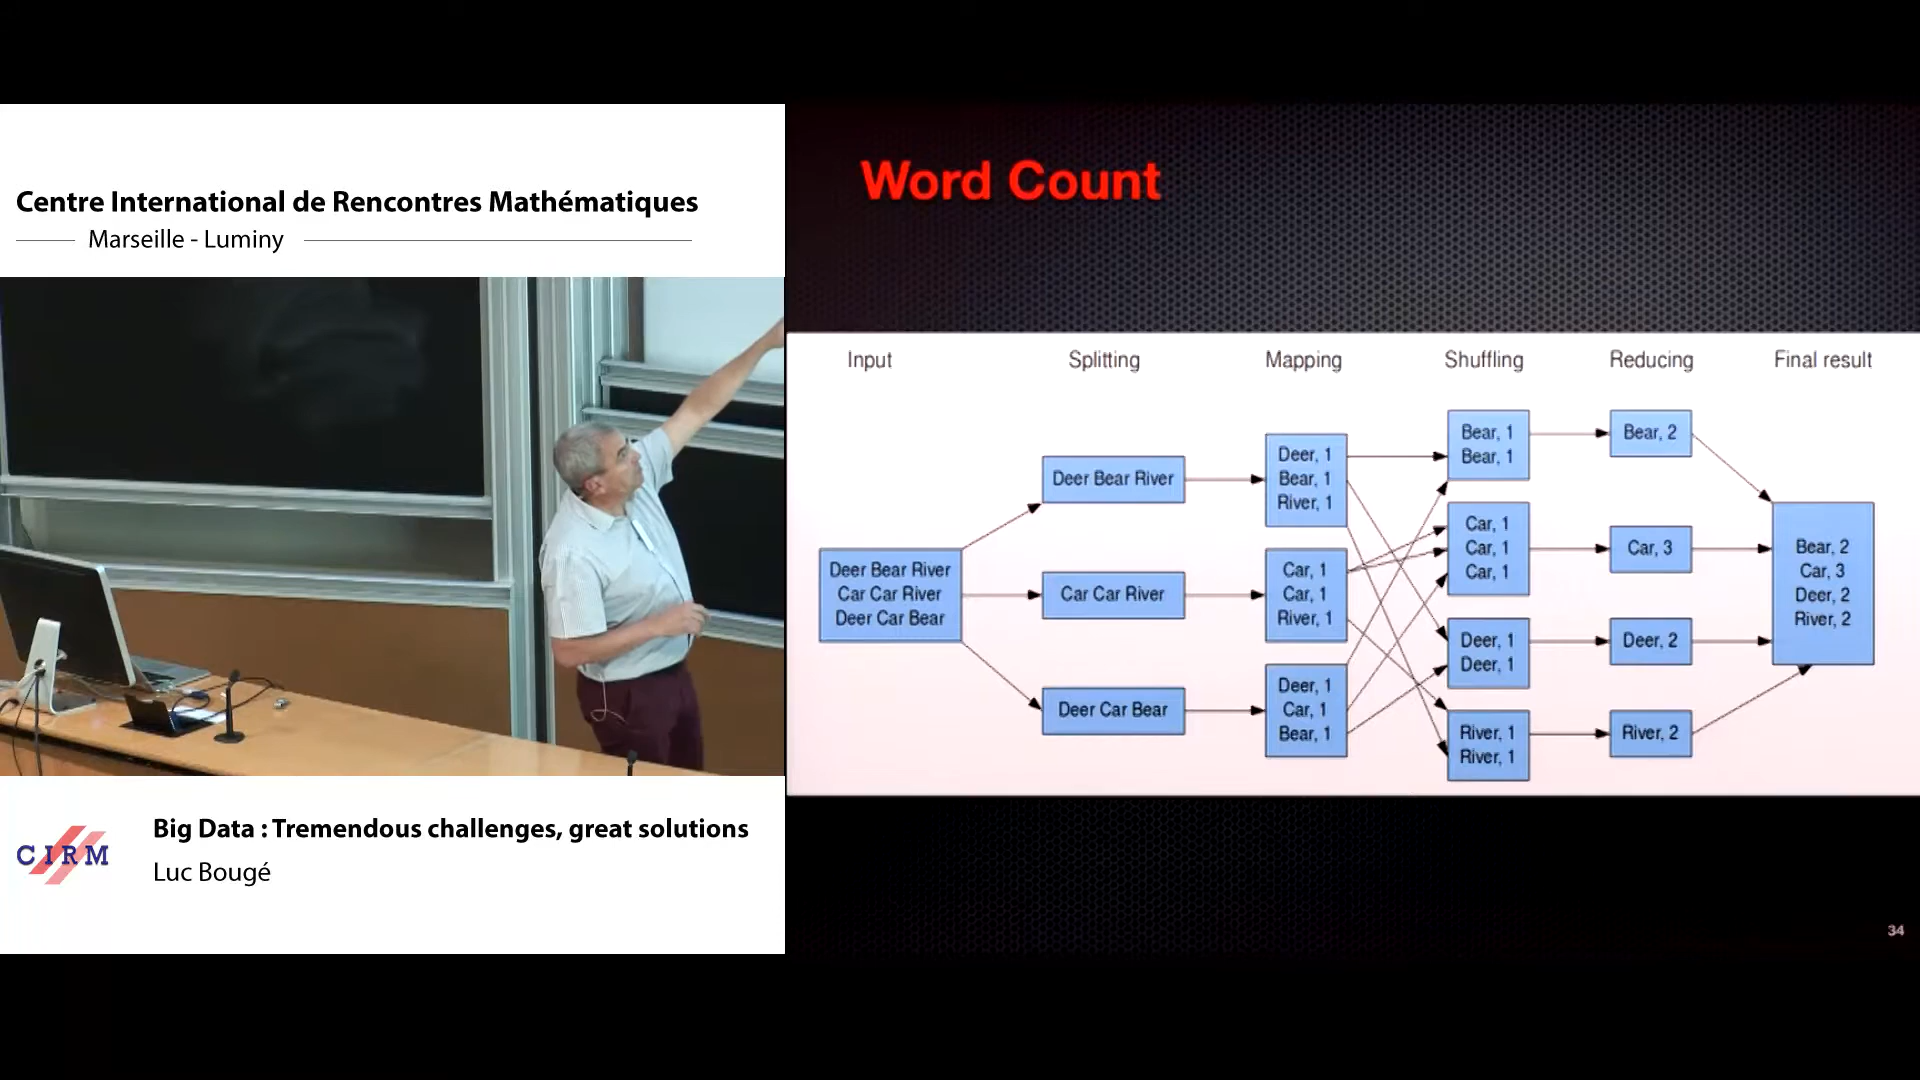 Centre International de Rencontres Mathématiques
Marseille - Luminy
CIRM
Big Data : Tremendous challenges, great solutions
Luc Bougé
Word Count
Input
Splitting
Mapping
Shuffling
Reducing
Final result
Deer Bear River
Car Car River
Deer Car Bear
Deer Bear River
Car Car River
Deer Car Bear
Deer, 1
Bear, 1
River, 1
Car, 1
Car, 1
River, 1
Deer, 1
Car, 1
Bear, 1
Bear, 1
Bear, 1
Car, 1
Car, 1
Car, 1
Deer, 1
Deer, 1
River, 1
River, 1
Bear, 2
Car, 3
Deer, 2
River, 2
Bear, 2
Car, 3
Deer, 2
River, 2
34